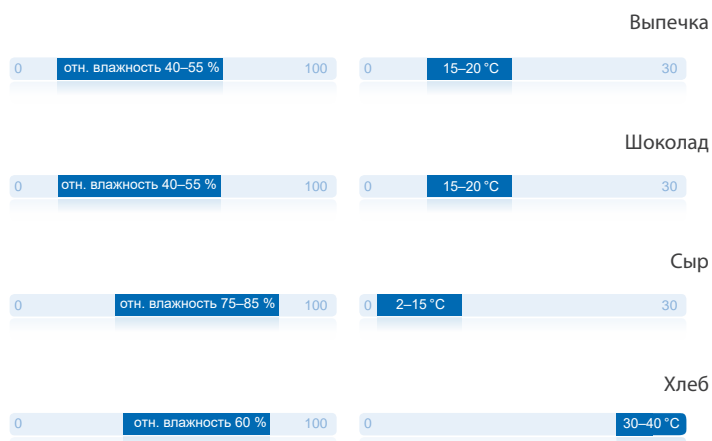 Выпечка
0 отн. влажность 40–55 % 100 0 15–20 °C 30
Шоколад
0 отн. влажность 40–55 % 100 0 15–20 °C 30
Сыр
0 отн. влажность 75–85 % 100 0 2–15 °C 30
Хлеб
0 отн. влажность 60 % 100 0 30–40 °C